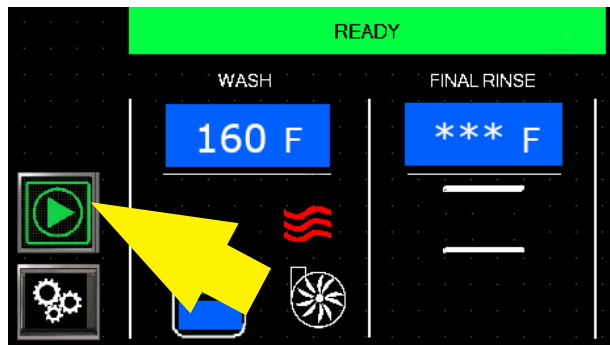 READY
WASH
FINAL RINSE
160 F
*** F